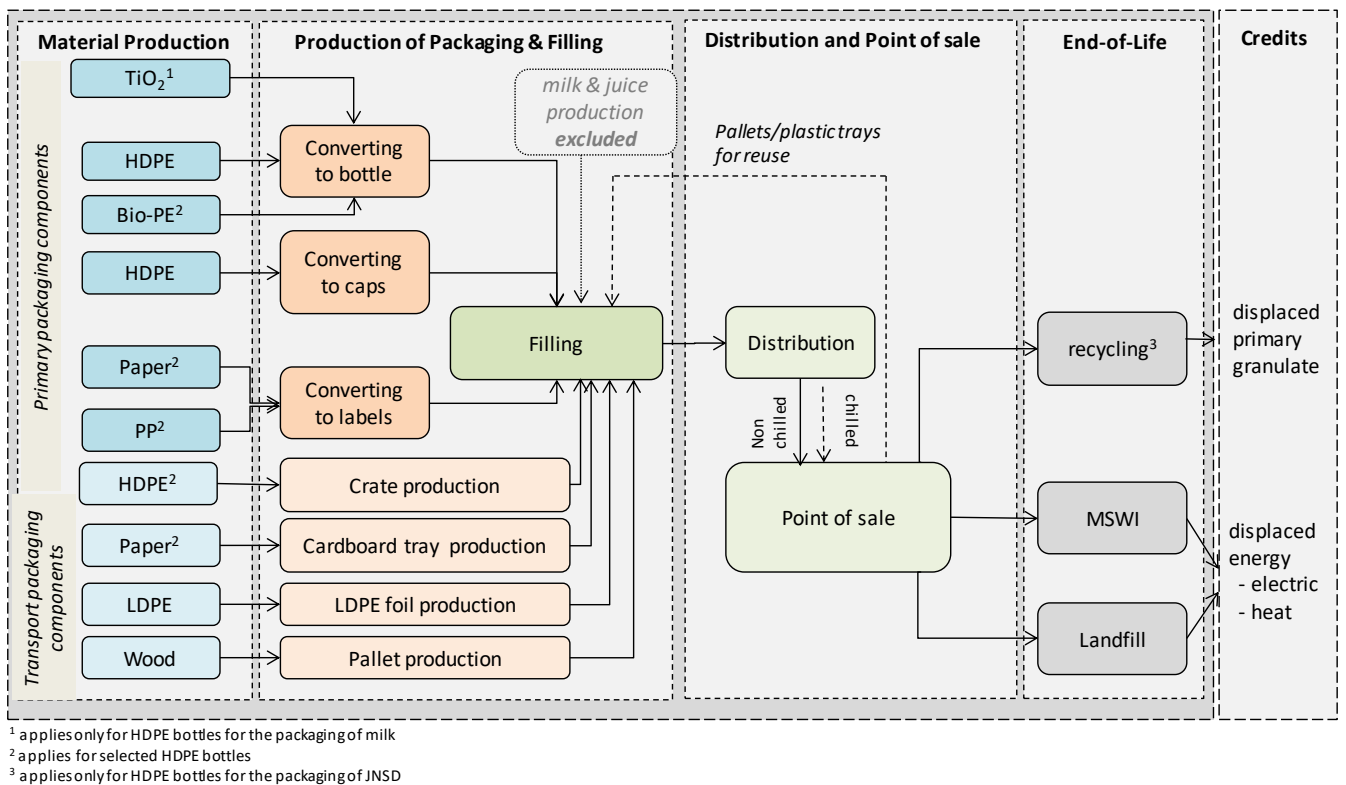 Material Production
Production of Packaging & Filling
Distribution and Point of sale
End-of-Life
Credits
Primary packaging components
Transport packaging
components
TiO2¹
HDPE
Bio-PE²
HDPE
Paper²
PP²
HDPE²
Paper²
LDPE
Wood
Converting
to bottle
Converting
to caps
Converting
to labels
Crate production
Cardboard tray production
LDPE foil production
Pallet production
milk & juice
production
excluded
Filling
Pallets/plastic trays
for reuse
Distribution
Non
chilled
chilled
Point of sale
recycling³
MSWI
Landfill
displaced
primary
granulate
displaced
energy
- electric
- heat
¹ applies only for HDPE bottles for the packaging of milk
² applies for selected HDPE bottles
³ applies only for HDPE bottles for the packaging of JNSD